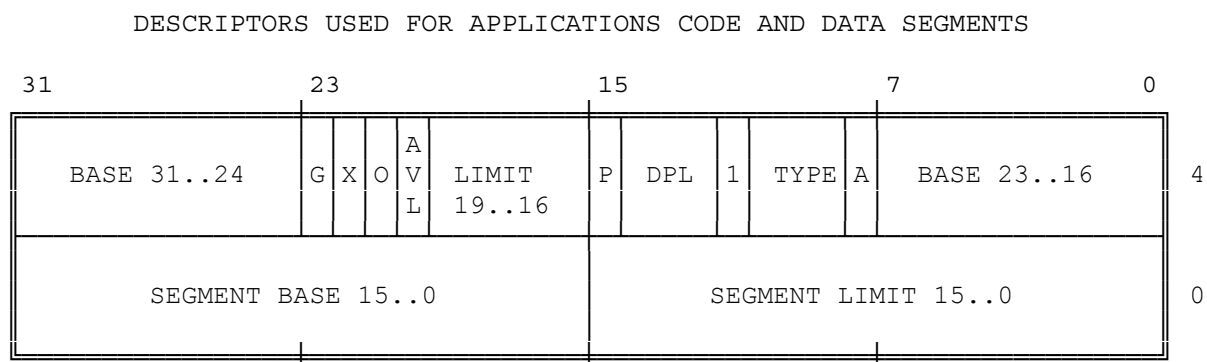 DESCRIPTORS USED FOR APPLICATIONS CODE AND DATA SEGMENTS
31 23 15 7 0
BASE 31..24 G X O AVL LIMIT 19..16 P DPL 1 TYPE A BASE 23..16 4
SEGMENT BASE 15..0 SEGMENT LIMIT 15..0 0